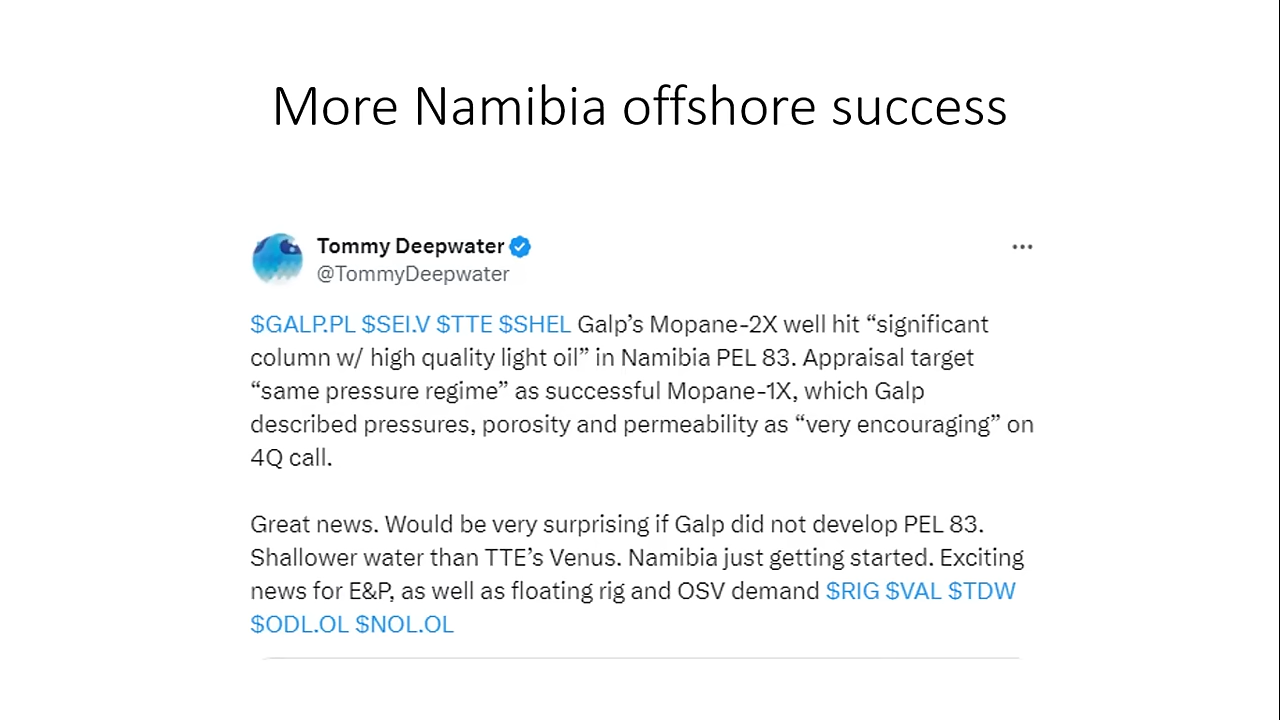 More Namibia offshore success
Tommy Deepwater
@TommyDeepwater
$GALP.PL $SEI.V $TTE $SHEL Galp’s Mopane-2X well hit “significant
column w/ high quality light oil” in Namibia PEL 83. Appraisal target
“same pressure regime” as successful Mopane-1X, which Galp
described pressures, porosity and permeability as “very encouraging” on
4Q call.
Great news. Would be very surprising if Galp did not develop PEL 83.
Shallower water than TTE’s Venus. Namibia just getting started. Exciting
news for E&P, as well as floating rig and OSV demand $RIG $VAL $TDW
$ODL.OL $NOL.OL